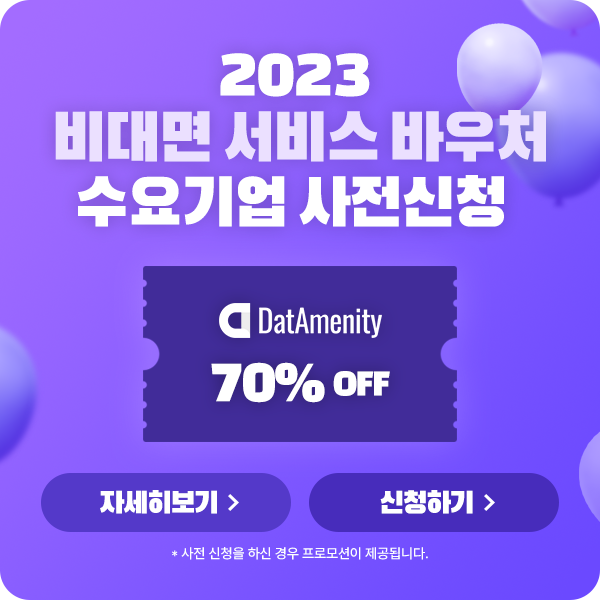 2023
비대면 서비스 바우처
수요기업 사전신청
DatAmenity
70% OFF
자세히보기 >
신청하기 >
* 사전 신청을 하신 경우 프로모션이 제공됩니다.